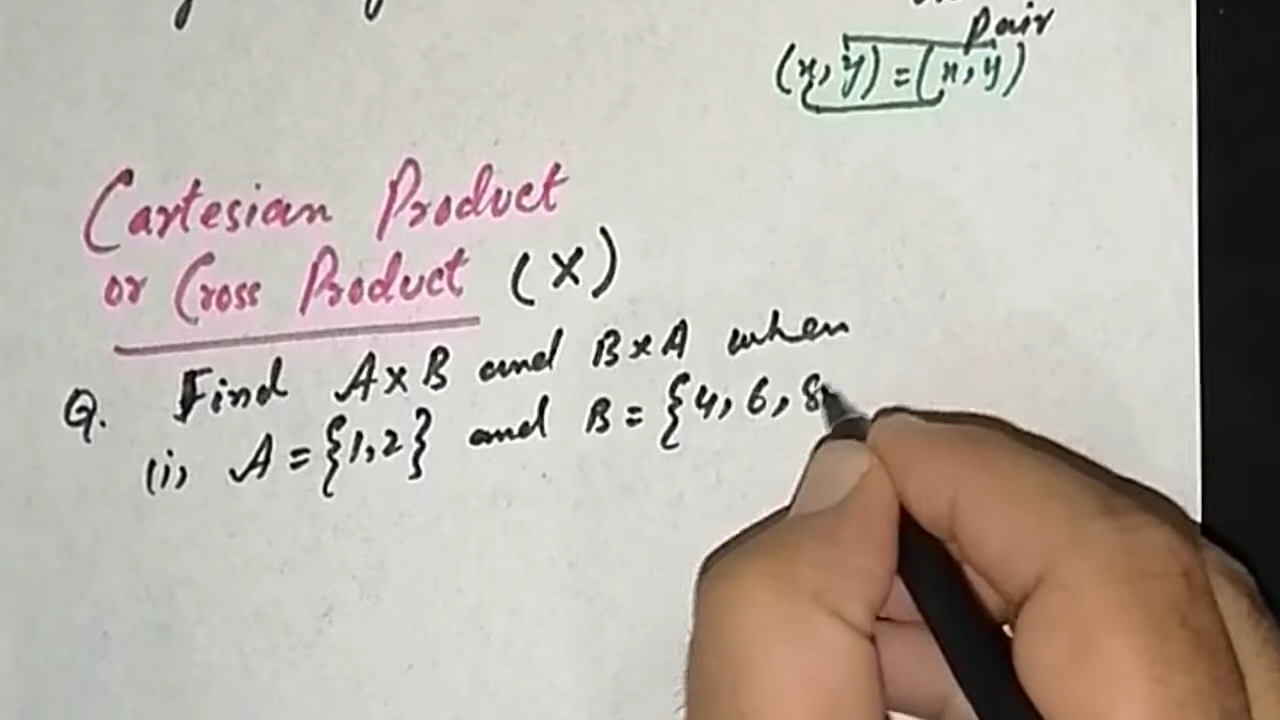 Pair
(x, y) = (x, y)
Cartesian Product
or Cross Product (X)
Q. Find A×B and B×A when
(i) A = {1,2} and B = {4, 6, 8